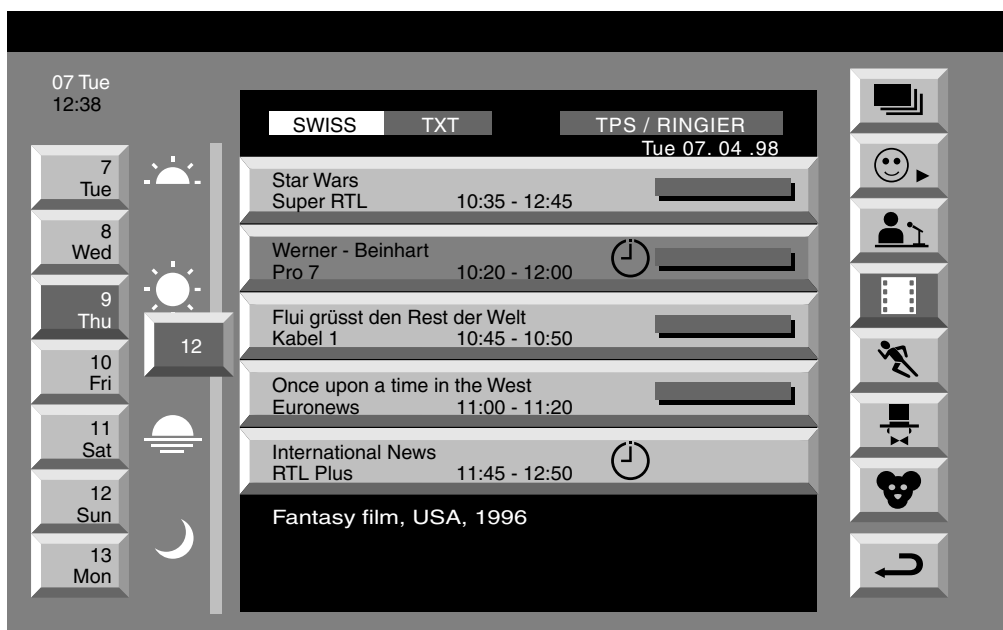 07 Tue
12:38
7
Tue
8
Wed
9
Thu
10
Fri
11
Sat
12
Sun
13
Mon
12
SWISS TXT TPS / RINGIER
Tue 07. 04 .98
Star Wars
Super RTL 10:35 - 12:45
Werner - Beinhart
Pro 7 10:20 - 12:00
Flui grüsst den Rest der Welt
Kabel 1 10:45 - 10:50
Once upon a time in the West
Euronews 11:00 - 11:20
International News
RTL Plus 11:45 - 12:50
Fantasy film, USA, 1996